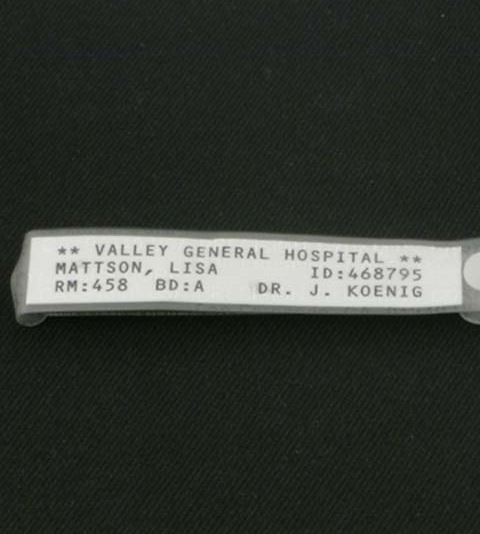 ** VALLEY GENERAL HOSPITAL **
MATTSON, LISA ID:468795
RM:458 BD:A DR. J. KOENIG